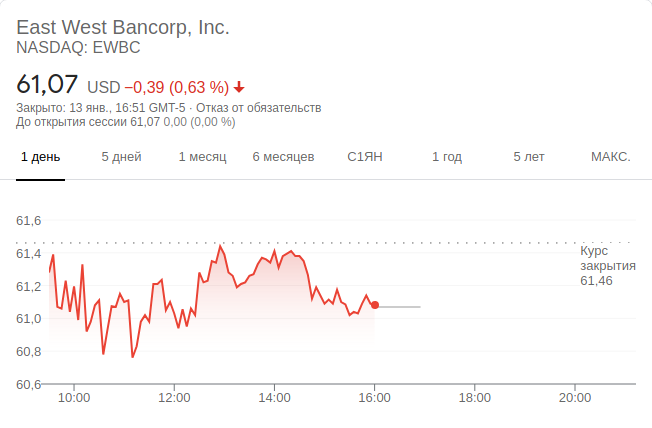 East West Bancorp, Inc.
NASDAQ: EWBC
61,07 USD −0,39 (0,63 %)
Закрыто: 13 янв., 16:51 GMT-5 · Отказ от обязательств
До открытия сессии 61,07 0,00 (0,00 %)
1 день 5 дней 1 месяц 6 месяцев С1ЯН 1 год 5 лет МАКС.
61,6
61,4
61,2
61,0
60,8
60,6
Курс
закрытия
61,46
10:00 12:00 14:00 16:00 18:00 20:00